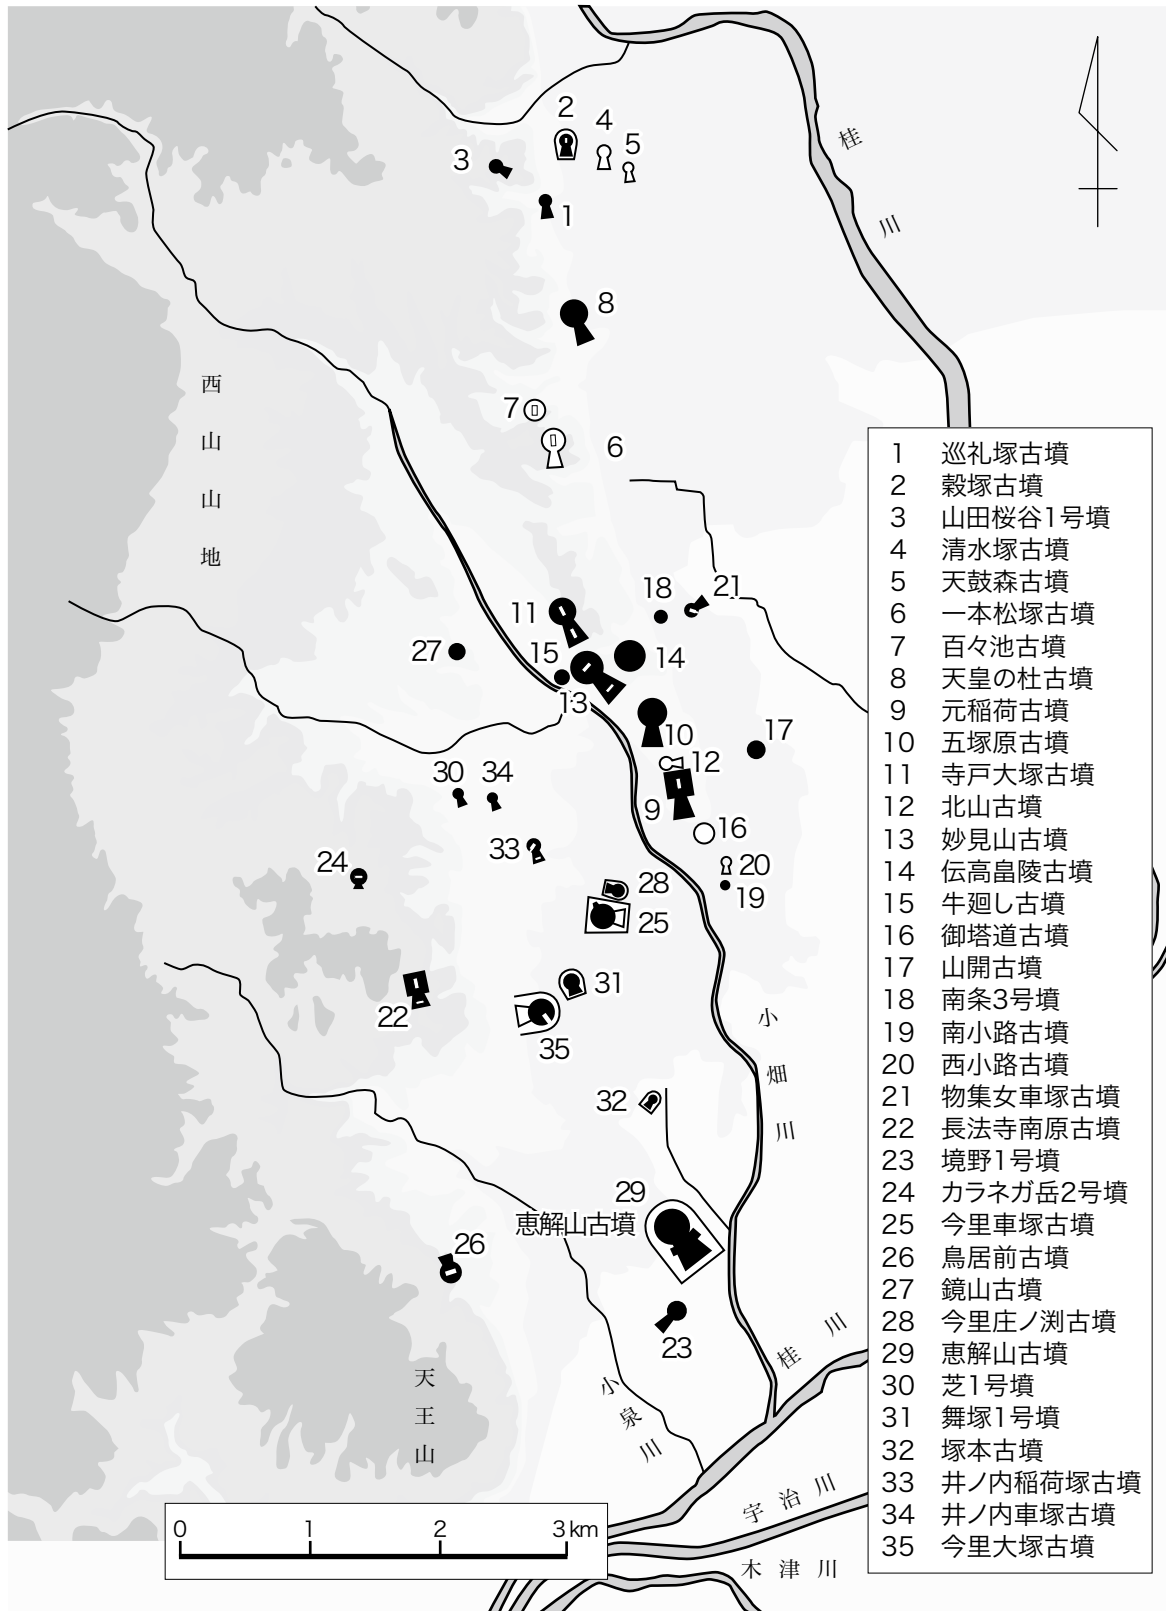 2
4
5
3
1
桂川
8
西山山地
7
6
18
21
11
27
15
14
13
10
17
12
30
34
9
16
33
24
20
28
19
25
31
22
35
小畑川
32
29
恵解山古墳
26
23
桂川
天王山
小泉川
宇治川
木津川
0 1 2 3km
1 巡礼塚古墳
2 穀塚古墳
3 山田桜谷1号墳
4 清水塚古墳
5 天鼓森古墳
6 一本松塚古墳
7 百々池古墳
8 天皇の杜古墳
9 元稲荷古墳
10 五塚原古墳
11 寺戸大塚古墳
12 北山古墳
13 妙見山古墳
14 伝高畠陵古墳
15 牛廻し古墳
16 御塔道古墳
17 山開古墳
18 南条3号墳
19 南小路古墳
20 西小路古墳
21 物集女車塚古墳
22 長法寺南原古墳
23 境野1号墳
24 カラネガ岳2号墳
25 今里車塚古墳
26 鳥居前古墳
27 鏡山古墳
28 今里庄ノ渕古墳
29 恵解山古墳
30 芝1号墳
31 舞塚1号墳
32 塚本古墳
33 井ノ内稲荷塚古墳
34 井ノ内車塚古墳
35 今里大塚古墳